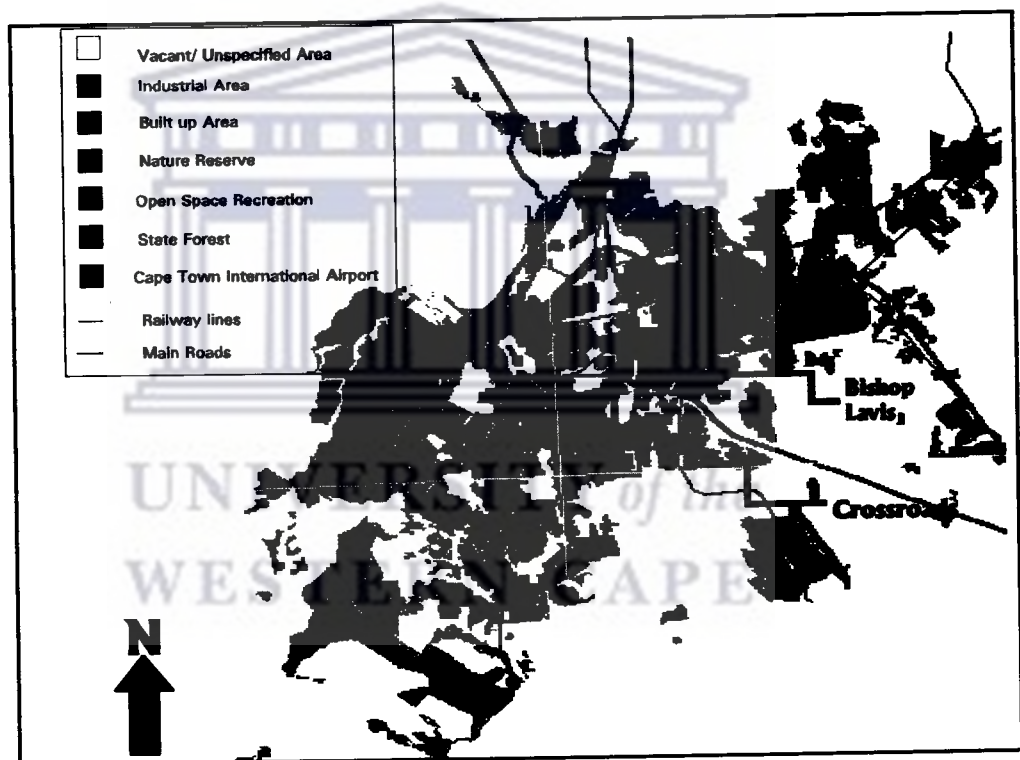 Vacant/ Unspecified Area
Industrial Area
Built up Area
Nature Reserve
Open Space Recreation
State Forest
Cape Town International Airport
Railway lines
Main Roads
Bishop
Lavis
Crossroads
UNIVERSITY of the
WESTERN CAPE
N